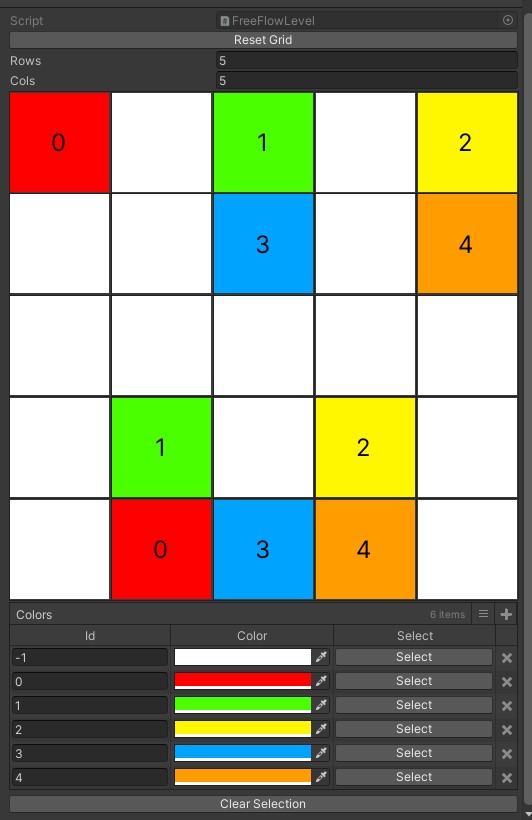 Script FreeFlowLevel
Reset Grid
Rows 5
Cols 5
0 1 2
3 4
1 2
0 3 4
Colors 6 items
Id Color Select
-1 Select
0 Select
1 Select
2 Select
3 Select
4 Select
Clear Selection